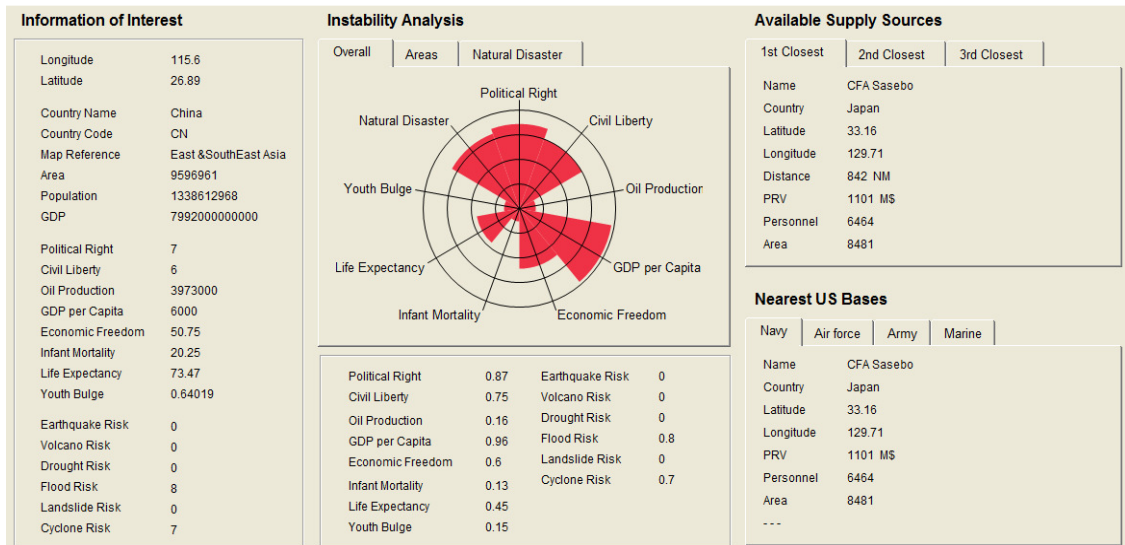 Information of Interest
Longitude 115.6
Latitude 26.89
Country Name China
Country Code CN
Map Reference East &SouthEast Asia
Area 9596961
Population 1338612968
GDP 7992000000000
Political Right 7
Civil Liberty 6
Oil Production 3973000
GDP per Capita 6000
Economic Freedom 50.75
Infant Mortality 20.25
Life Expectancy 73.47
Youth Bulge 0.64019
Earthquake Risk 0
Volcano Risk 0
Drought Risk 0
Flood Risk 8
Landslide Risk 0
Cyclone Risk 7
Instability Analysis
Overall Areas Natural Disaster
Political Right
Natural Disaster Civil Liberty
Youth Bulge Oil Production
Life Expectancy GDP per Capita
Infant Mortality Economic Freedom
Political Right 0.87 Earthquake Risk 0
Civil Liberty 0.75 Volcano Risk 0
Oil Production 0.16 Drought Risk 0
GDP per Capita 0.96 Flood Risk 0.8
Economic Freedom 0.6 Landslide Risk 0
Infant Mortality 0.13 Cyclone Risk 0.7
Life Expectancy 0.45
Youth Bulge 0.15
Available Supply Sources
1st Closest 2nd Closest 3rd Closest
Name CFA Sasebo
Country Japan
Latitude 33.16
Longitude 129.71
Distance 842 NM
PRV 1101 M$
Personnel 6464
Area 8481
Nearest US Bases
Navy Air force Army Marine
Name CFA Sasebo
Country Japan
Latitude 33.16
Longitude 129.71
PRV 1101 M$
Personnel 6464
Area 8481
- - -